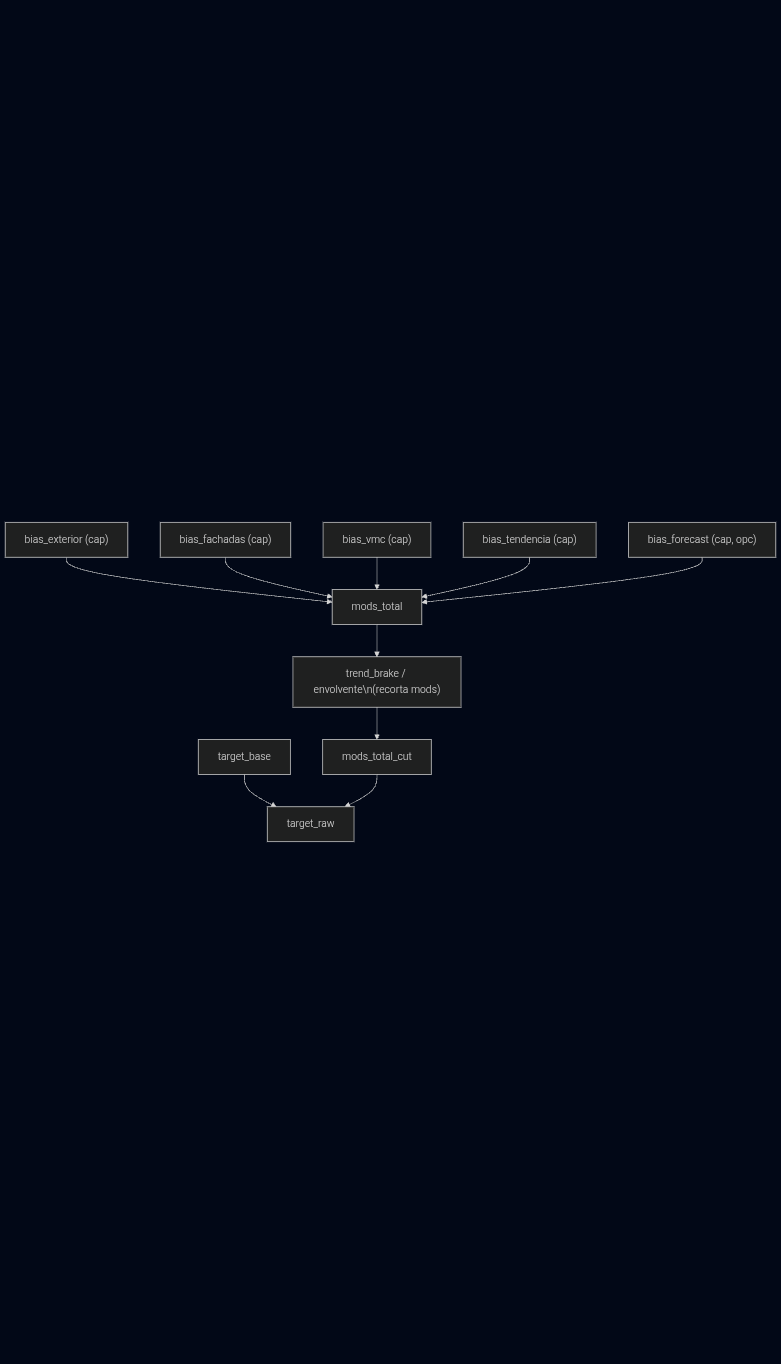 bias_exterior (cap)
bias_fachadas (cap)
bias_vmc (cap)
bias_tendencia (cap)
bias_forecast (cap, opc)
mods_total
trend_brake /
envolvente\n(recorta mods)
target_base
mods_total_cut
target_raw